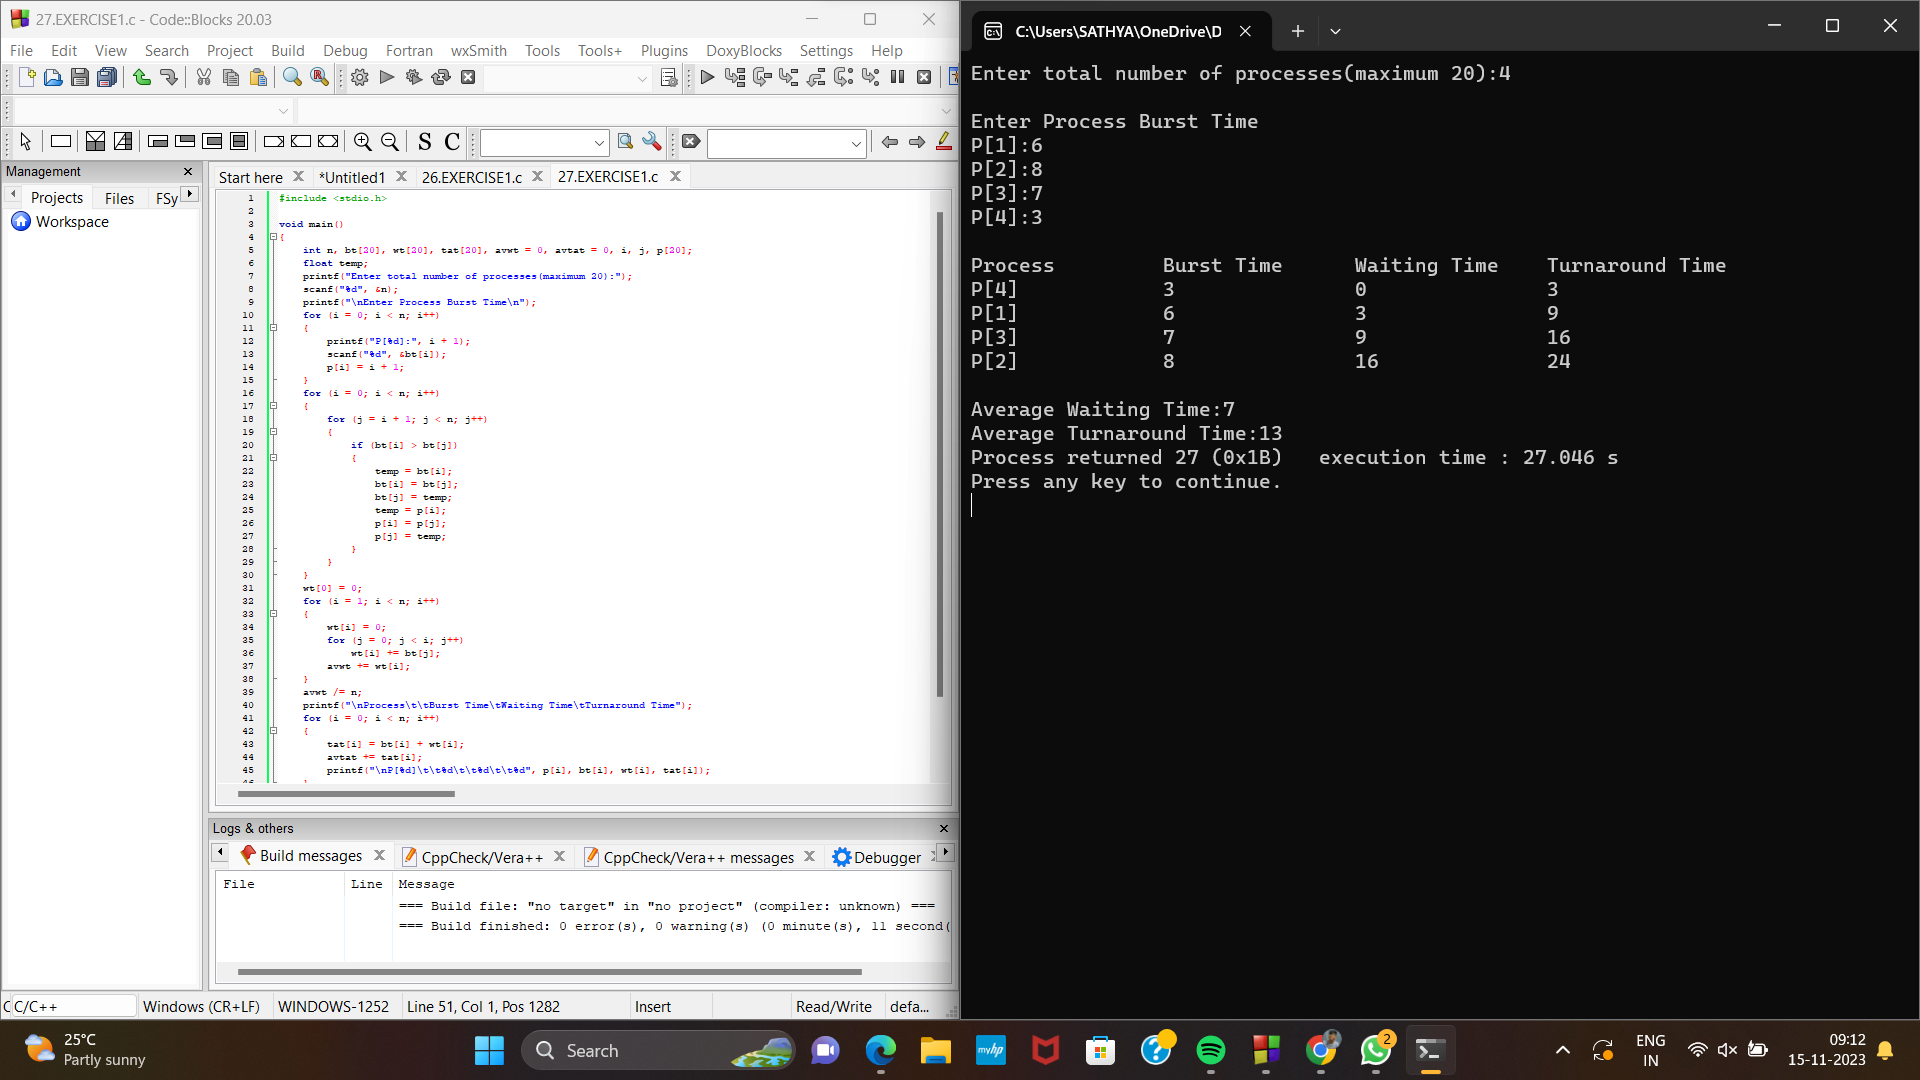 27.EXERCISE1.c - Code::Blocks 20.03
File Edit View Search Project Build Debug Fortran wxSmith Tools Tools+ Plugins DoxyBlocks Settings Help
S C
Management
Projects Files FSy
Workspace
Start here *Untitled1 26.EXERCISE1.c 27.EXERCISE1.c
1 #include <stdio.h>
2
3 void main()
4 {
5 int n, bt[20], wt[20], tat[20], avwt = 0, avtat = 0, i, j, p[20];
6 float temp;
7 printf("Enter total number of processes(maximum 20):");
8 scanf("%d", &n);
9 printf("\nEnter Process Burst Time\n");
10 for (i = 0; i < n; i++)
11 {
12 printf("P[%d]:", i + 1);
13 scanf("%d", &bt[i]);
14 p[i] = i + 1;
15 }
16 for (i = 0; i < n; i++)
17 {
18 for (j = i + 1; j < n; j++)
19 {
20 if (bt[i] > bt[j])
21 {
22 temp = bt[i];
23 bt[i] = bt[j];
24 bt[j] = temp;
25 temp = p[i];
26 p[i] = p[j];
27 p[j] = temp;
28 }
29 }
30 }
31 wt[0] = 0;
32 for (i = 1; i < n; i++)
33 {
34 wt[i] = 0;
35 for (j = 0; j < i; j++)
36 wt[i] += bt[j];
37 avwt += wt[i];
38 }
39 avwt /= n;
40 printf("\nProcess\t\tBurst Time\tWaiting Time\tTurnaround Time");
41 for (i = 0; i < n; i++)
42 {
43 tat[i] = bt[i] + wt[i];
44 avtat += tat[i];
45 printf("\nP[%d]\t\t%d\t\t%d\t\t%d", p[i], bt[i], wt[i], tat[i]);
Logs & others
Build messages CppCheck/Vera++ CppCheck/Vera++ messages Debugger
File Line Message
=== Build file: "no target" in "no project" (compiler: unknown) ===
=== Build finished: 0 error(s), 0 warning(s) (0 minute(s), 11 second(
C/C++ Windows (CR+LF) WINDOWS-1252 Line 51, Col 1, Pos 1282 Insert Read/Write defa...
C:\Users\SATHYA\OneDrive\D
Enter total number of processes(maximum 20):4
Enter Process Burst Time
P[1]:6
P[2]:8
P[3]:7
P[4]:3
Process Burst Time Waiting Time Turnaround Time
P[4] 3 0 3
P[1] 6 3 9
P[3] 7 9 16
P[2] 8 16 24
Average Waiting Time:7
Average Turnaround Time:13
Process returned 27 (0x1B) execution time : 27.046 s
Press any key to continue.
25°C
Partly sunny
Search
myhp
2
ENG
IN
09:12
15-11-2023